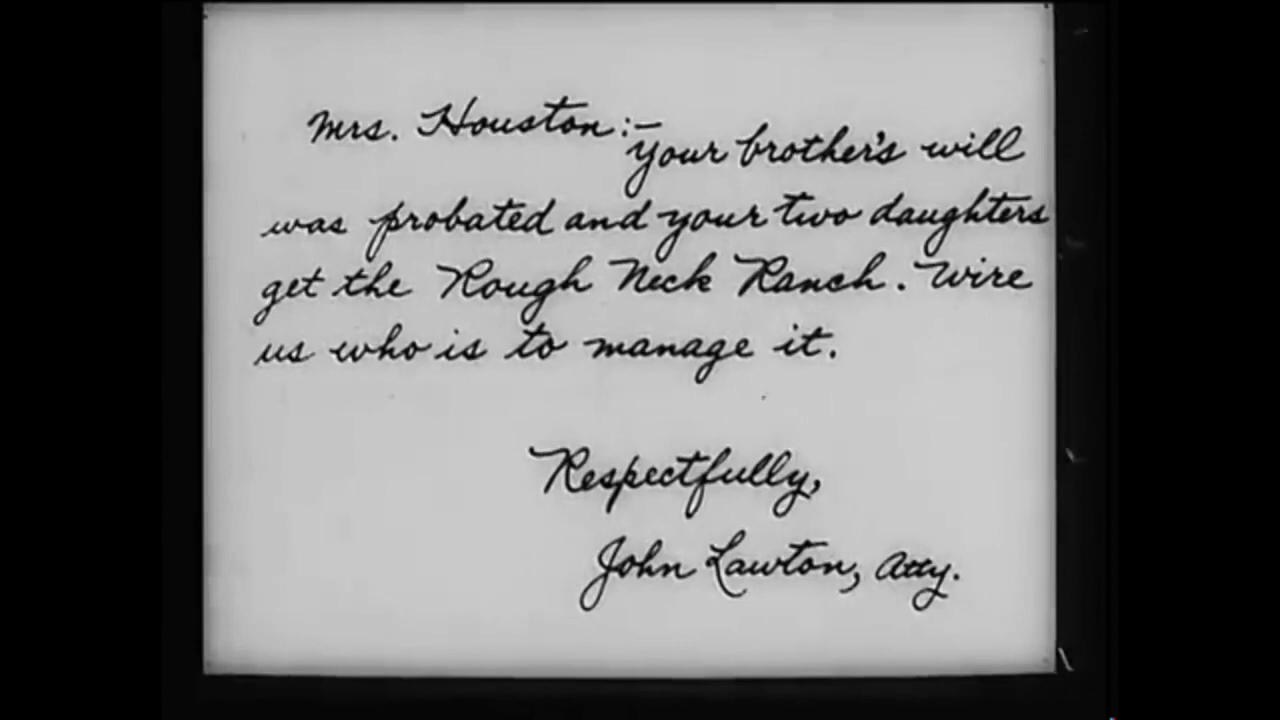 Mrs. Houston:-
Your brother's will
was probated and your two daughters
get the Rough Neck Ranch. Wire
us who is to manage it.
Respectfully,
John Lawton, Atty.